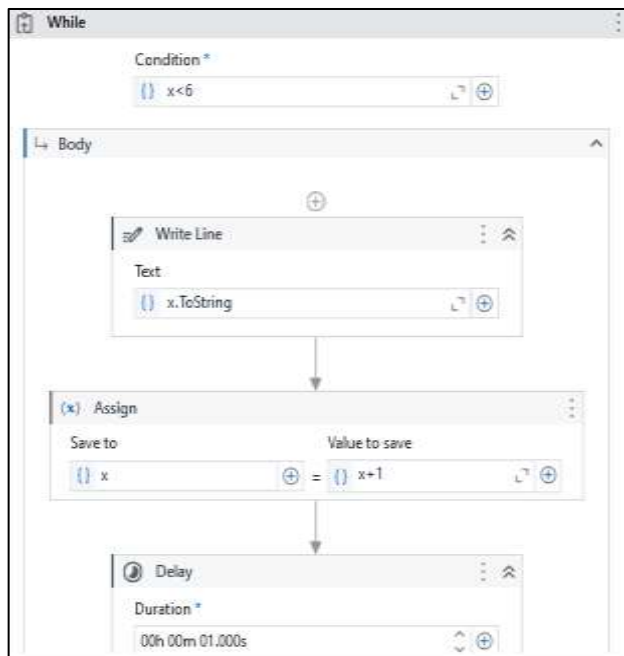 While
Condition *
{} x<6
Body
Write Line
Text
{} x.ToString
(x) Assign
Save to Value to save
{} x = {} x+1
Delay
Duration *
00h 00m 01.000s